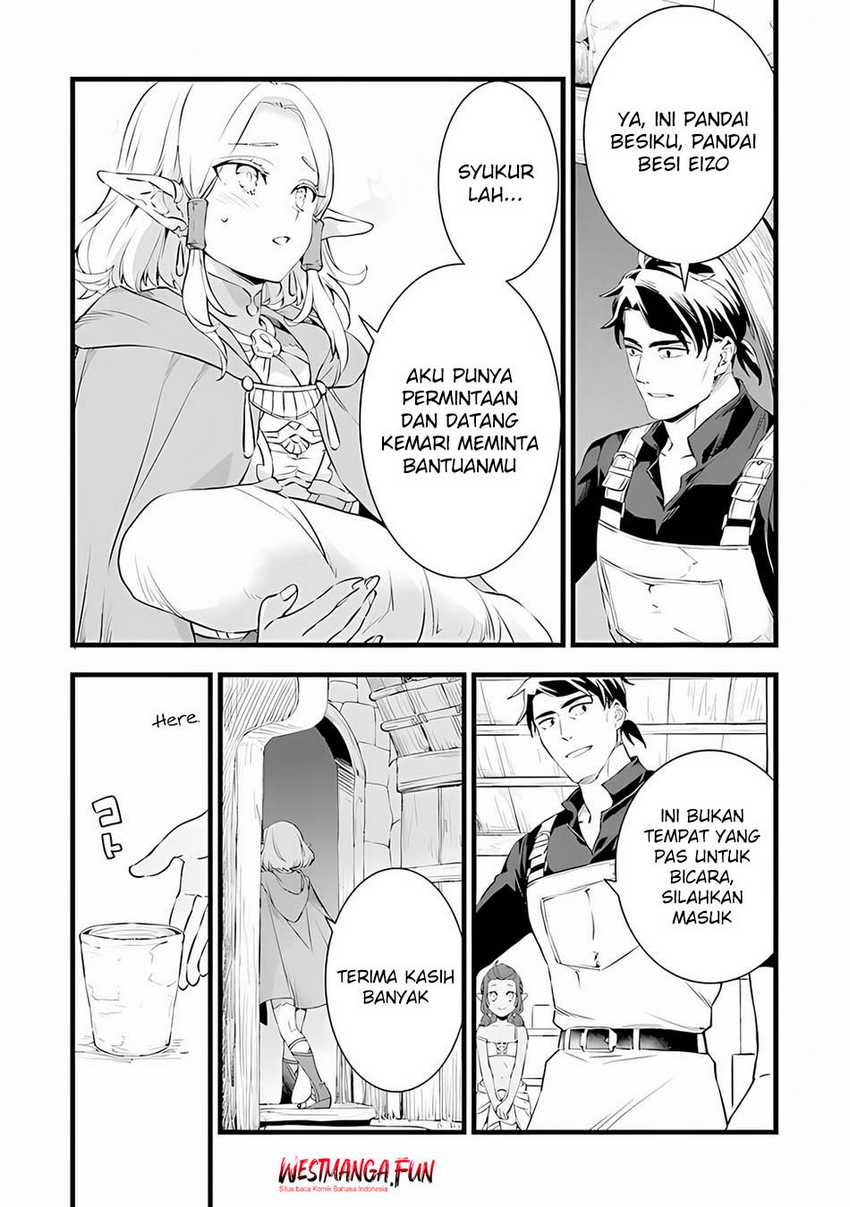 YA, INI PANDAI
BESIKU, PANDAI
BESI EIZO
SYUKUR
LAH...
AKU PUNYA
PERMINTAAN
DAN DATANG
KEMARI MEMINTA
BANTUANMU
INI BUKAN
TEMPAT YANG
PAS UNTUK
BICARA,
SILAHKAN
MASUK
TERIMA KASIH
BANYAK
Here.
コト
WESTMANGA.FUN
Situs baca Komik Bahasa Indonesia